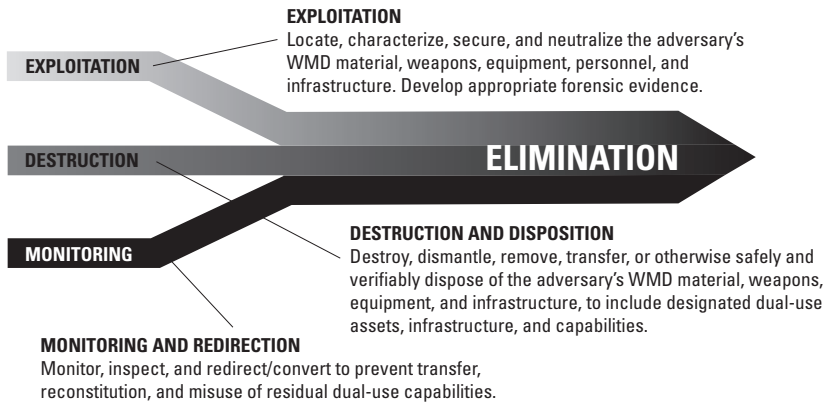 EXPLOITATION
Locate, characterize, secure, and neutralize the adversary's
WMD material, weapons, equipment, personnel, and
infrastructure. Develop appropriate forensic evidence.
EXPLOITATION
DESTRUCTION
ELIMINATION
MONITORING
DESTRUCTION AND DISPOSITION
Destroy, dismantle, remove, transfer, or otherwise safely and
verifiably dispose of the adversary's WMD material, weapons,
equipment, and infrastructure, to include designated dual-use
assets, infrastructure, and capabilities.
MONITORING AND REDIRECTION
Monitor, inspect, and redirect/convert to prevent transfer,
reconstitution, and misuse of residual dual-use capabilities.